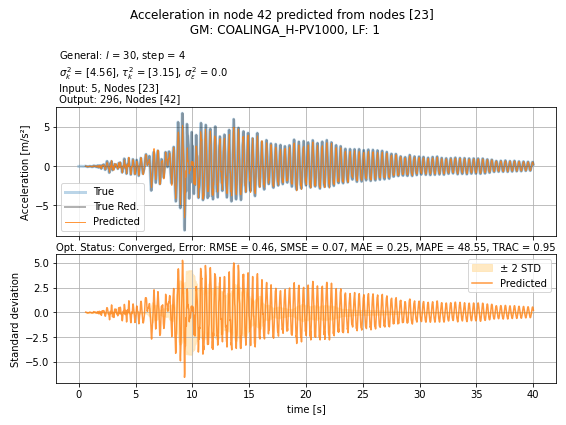 Acceleration in node 42 predicted from nodes [23]
GM: COALINGA_H-PV1000, LF: 1
General: l = 30, step = 4
σ²ₖ = [4.56], τ²ₖ = [3.15], σ²ₑ = 0.0
Input: 5, Nodes [23]
Output: 296, Nodes [42]
Acceleration [m/s²]
5
0
−5
True
True Red.
Predicted
Opt. Status: Converged, Error: RMSE = 0.46, SMSE = 0.07, MAE = 0.25, MAPE = 48.55, TRAC = 0.95
Standard deviation
5.0
2.5
0.0
−2.5
−5.0
± 2 STD
Predicted
0 5 10 15 20 25 30 35 40
time [s]